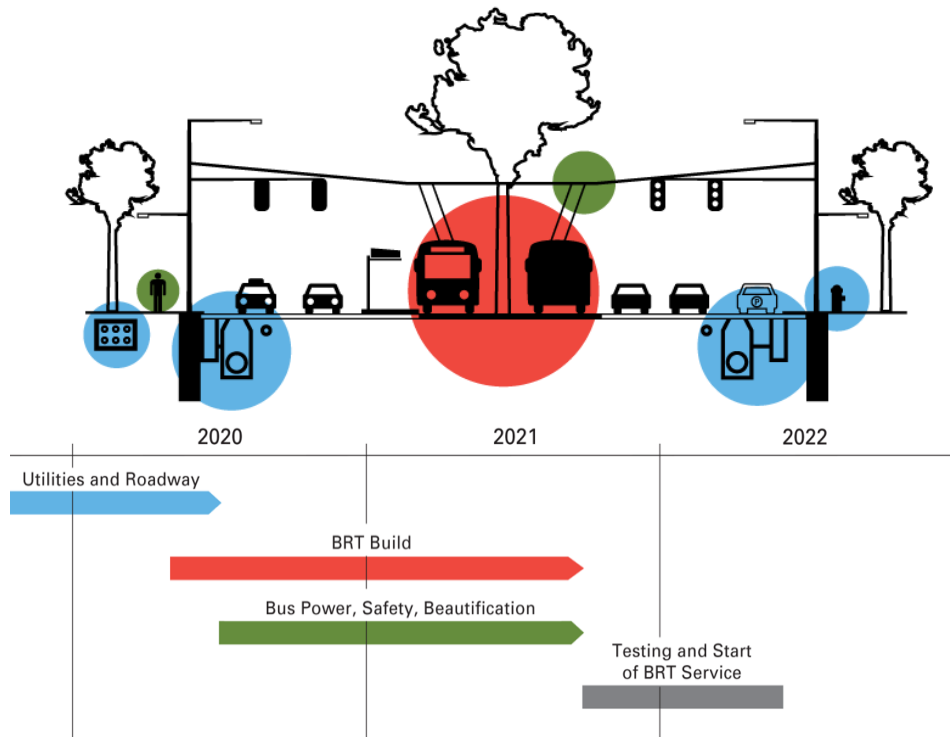 2020
2021
2022
Utilities and Roadway
BRT Build
Bus Power, Safety, Beautification
Testing and Start
of BRT Service
P